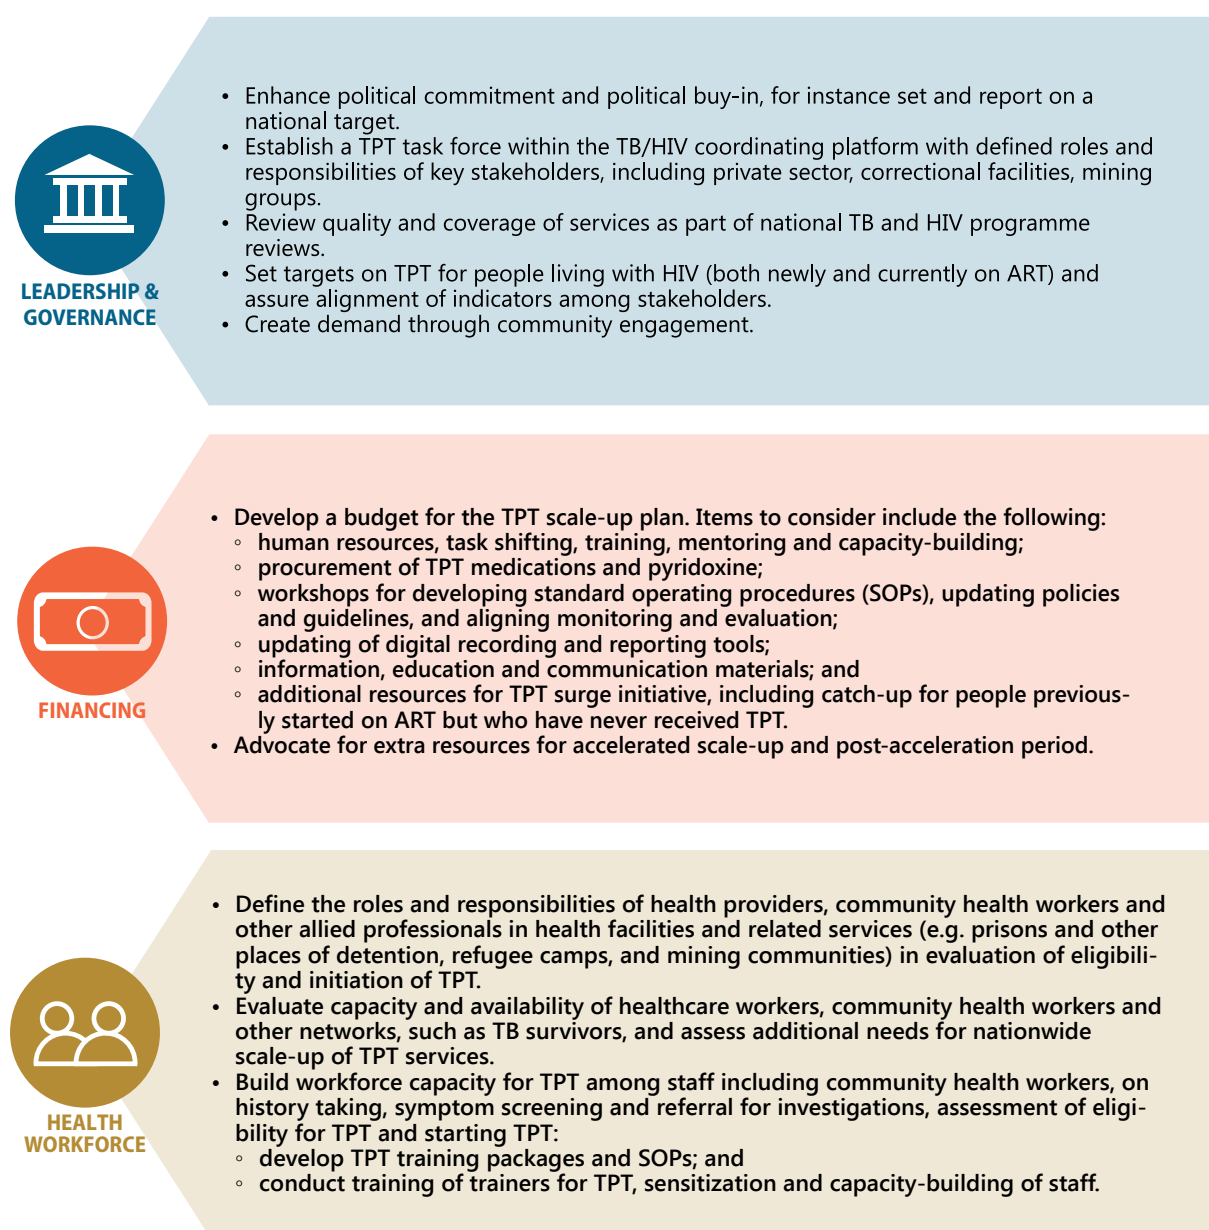 • Enhance political commitment and political buy-in, for instance set and report on a
national target.
• Establish a TPT task force within the TB/HIV coordinating platform with defined roles and
responsibilities of key stakeholders, including private sector, correctional facilities, mining
groups.
• Review quality and coverage of services as part of national TB and HIV programme
reviews.
• Set targets on TPT for people living with HIV (both newly and currently on ART) and
assure alignment of indicators among stakeholders.
• Create demand through community engagement.
LEADERSHIP &
GOVERNANCE
• Develop a budget for the TPT scale-up plan. Items to consider include the following:
◦ human resources, task shifting, training, mentoring and capacity-building;
◦ procurement of TPT medications and pyridoxine;
◦ workshops for developing standard operating procedures (SOPs), updating policies
and guidelines, and aligning monitoring and evaluation;
◦ updating of digital recording and reporting tools;
◦ information, education and communication materials; and
◦ additional resources for TPT surge initiative, including catch-up for people previous-
ly started on ART but who have never received TPT.
• Advocate for extra resources for accelerated scale-up and post-acceleration period.
FINANCING
• Define the roles and responsibilities of health providers, community health workers and
other allied professionals in health facilities and related services (e.g. prisons and other
places of detention, refugee camps, and mining communities) in evaluation of eligibili-
ty and initiation of TPT.
• Evaluate capacity and availability of healthcare workers, community health workers and
other networks, such as TB survivors, and assess additional needs for nationwide
scale-up of TPT services.
• Build workforce capacity for TPT among staff including community health workers, on
history taking, symptom screening and referral for investigations, assessment of eligi-
bility for TPT and starting TPT:
◦ develop TPT training packages and SOPs; and
◦ conduct training of trainers for TPT, sensitization and capacity-building of staff.
HEALTH
WORKFORCE